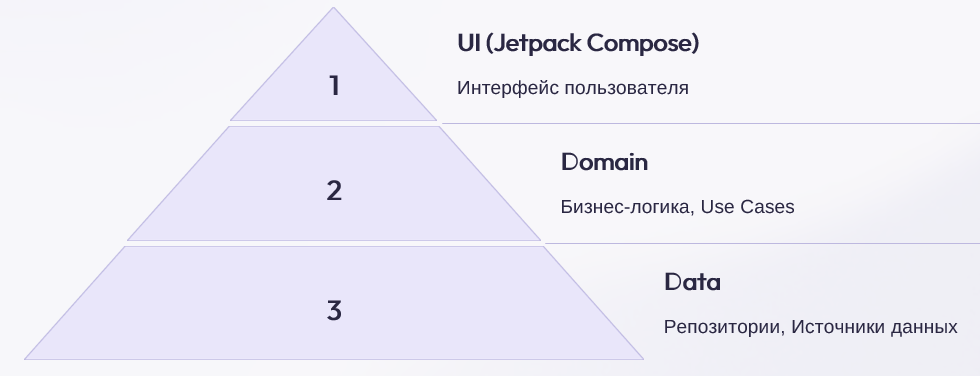 UI (Jetpack Compose)
1
Интерфейс пользователя
Domain
2
Бизнес-логика, Use Cases
Data
3
Репозитории, Источники данных